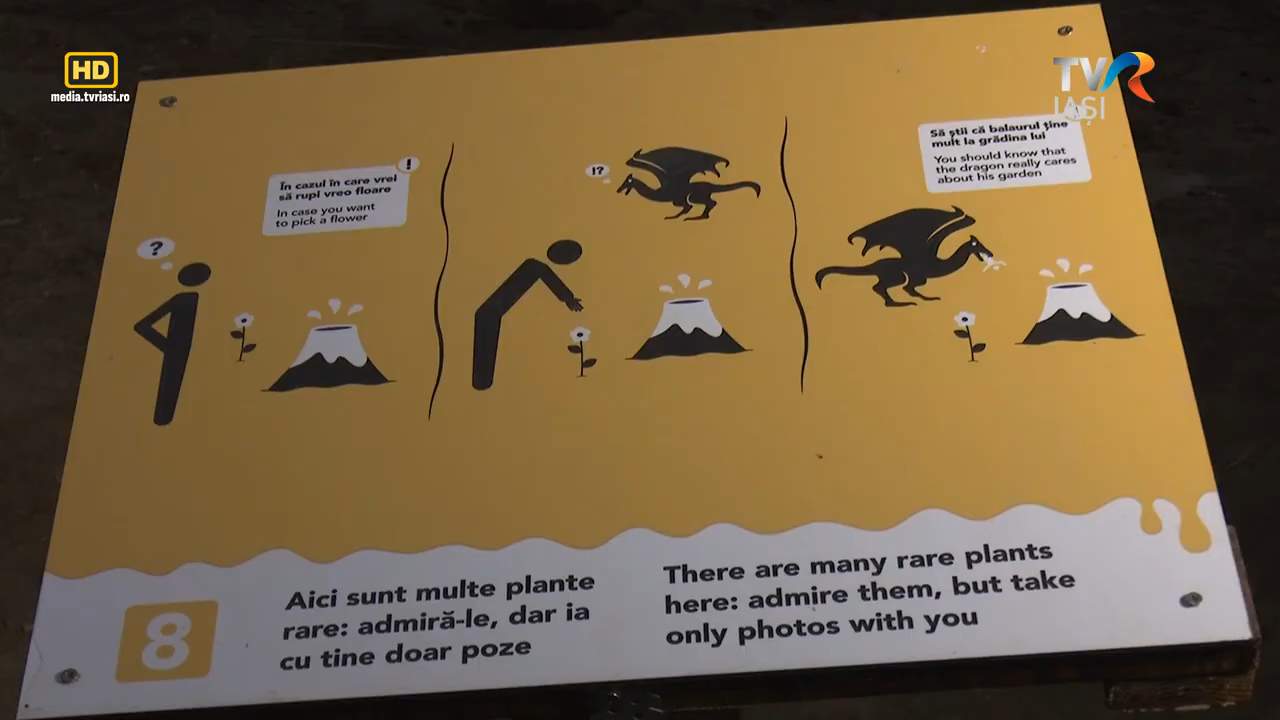 HD
media.tvriasi.ro
TVR
IAȘI
În cazul în care vrei
să rupi vreo floare
In case you want
to pick a flower
!
?
!?
Să știi că balaurul ține
mult la grădina lui
You should know that
the dragon really cares
about his garden
8
Aici sunt multe plante
rare: admiră-le, dar ia
cu tine doar poze
There are many rare plants
here: admire them, but take
only photos with you